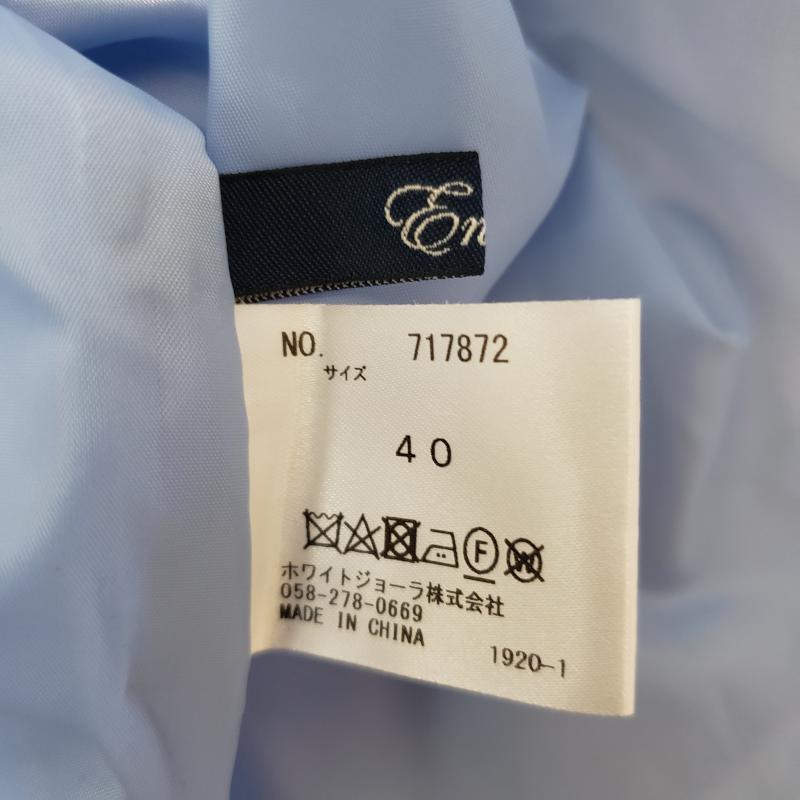 En
NO. 717872
サイズ
40
F W
ホワイトジョーラ株式会社
058-278-0669
MADE IN CHINA
1920-1